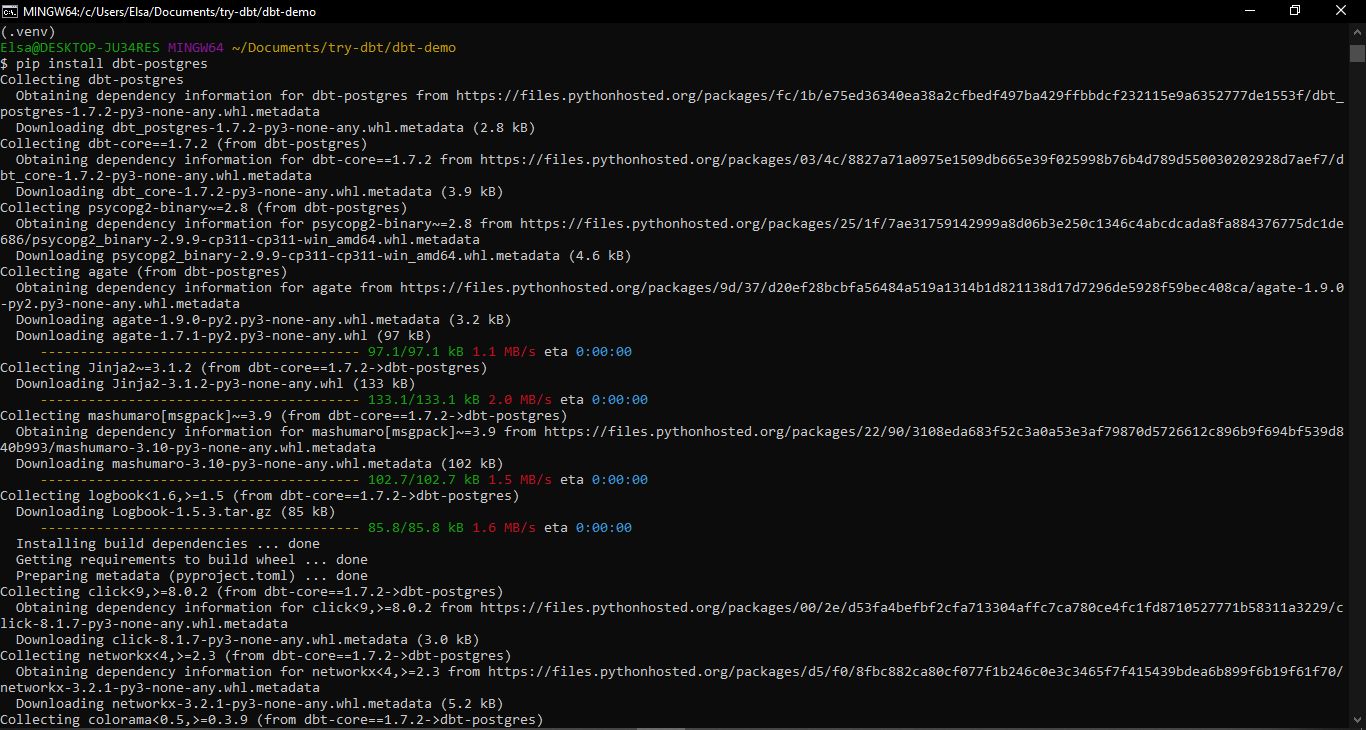 MINGW64:/c/Users/Elsa/Documents/try-dbt/dbt-demo
(.venv)
Elsa@DESKTOP-JU34RES MINGW64 ~/Documents/try-dbt/dbt-demo
$ pip install dbt-postgres
Collecting dbt-postgres
  Obtaining dependency information for dbt-postgres from https://files.pythonhosted.org/packages/fc/1b/e75ed36340ea38a2cfbedf497ba429ffbbdcf232115e9a6352777de1553f/dbt_
postgres-1.7.2-py3-none-any.whl.metadata
  Downloading dbt_postgres-1.7.2-py3-none-any.whl.metadata (2.8 kB)
Collecting dbt-core==1.7.2 (from dbt-postgres)
  Obtaining dependency information for dbt-core==1.7.2 from https://files.pythonhosted.org/packages/03/4c/8827a71a0975e1509db665e39f025998b76b4d789d550030202928d7aef7/d
bt_core-1.7.2-py3-none-any.whl.metadata
  Downloading dbt_core-1.7.2-py3-none-any.whl.metadata (3.9 kB)
Collecting psycopg2-binary~=2.8 (from dbt-postgres)
  Obtaining dependency information for psycopg2-binary~=2.8 from https://files.pythonhosted.org/packages/25/1f/7ae31759142999a8d06b3e250c1346c4abcdcada8fa884376775dc1de
686/psycopg2_binary-2.9.9-cp311-cp311-win_amd64.whl.metadata
  Downloading psycopg2_binary-2.9.9-cp311-cp311-win_amd64.whl.metadata (4.6 kB)
Collecting agate (from dbt-postgres)
  Obtaining dependency information for agate from https://files.pythonhosted.org/packages/9d/37/d20ef28bcbfa56484a519a1314b1d821138d17d7296de5928f59bec408ca/agate-1.9.0
-py2.py3-none-any.whl.metadata
  Downloading agate-1.9.0-py2.py3-none-any.whl.metadata (3.2 kB)
  Downloading agate-1.7.1-py2.py3-none-any.whl (97 kB)
     ---------------------------------------- 97.1/97.1 kB 1.1 MB/s eta 0:00:00
Collecting Jinja2~=3.1.2 (from dbt-core==1.7.2->dbt-postgres)
  Downloading Jinja2-3.1.2-py3-none-any.whl (133 kB)
     ---------------------------------------- 133.1/133.1 kB 2.0 MB/s eta 0:00:00
Collecting mashumaro[msgpack]~=3.9 (from dbt-core==1.7.2->dbt-postgres)
  Obtaining dependency information for mashumaro[msgpack]~=3.9 from https://files.pythonhosted.org/packages/22/90/3108eda683f52c3a0a53e3af79870d5726612c896b9f694bf539d8
40b993/mashumaro-3.10-py3-none-any.whl.metadata
  Downloading mashumaro-3.10-py3-none-any.whl.metadata (102 kB)
     ---------------------------------------- 102.7/102.7 kB 1.5 MB/s eta 0:00:00
Collecting logbook<1.6,>=1.5 (from dbt-core==1.7.2->dbt-postgres)
  Downloading Logbook-1.5.3.tar.gz (85 kB)
     ---------------------------------------- 85.8/85.8 kB 1.6 MB/s eta 0:00:00
  Installing build dependencies ... done
  Getting requirements to build wheel ... done
  Preparing metadata (pyproject.toml) ... done
Collecting click<9,>=8.0.2 (from dbt-core==1.7.2->dbt-postgres)
  Obtaining dependency information for click<9,>=8.0.2 from https://files.pythonhosted.org/packages/00/2e/d53fa4befbf2cfa713304affc7ca780ce4fc1fd8710527771b58311a3229/c
lick-8.1.7-py3-none-any.whl.metadata
  Downloading click-8.1.7-py3-none-any.whl.metadata (3.0 kB)
Collecting networkx<4,>=2.3 (from dbt-core==1.7.2->dbt-postgres)
  Obtaining dependency information for networkx<4,>=2.3 from https://files.pythonhosted.org/packages/d5/f0/8fbc882ca80cf077f1b246c0e3c3465f7f415439bdea6b899f6b19f61f70/
networkx-3.2.1-py3-none-any.whl.metadata
  Downloading networkx-3.2.1-py3-none-any.whl.metadata (5.2 kB)
Collecting colorama<0.5,>=0.3.9 (from dbt-core==1.7.2->dbt-postgres)